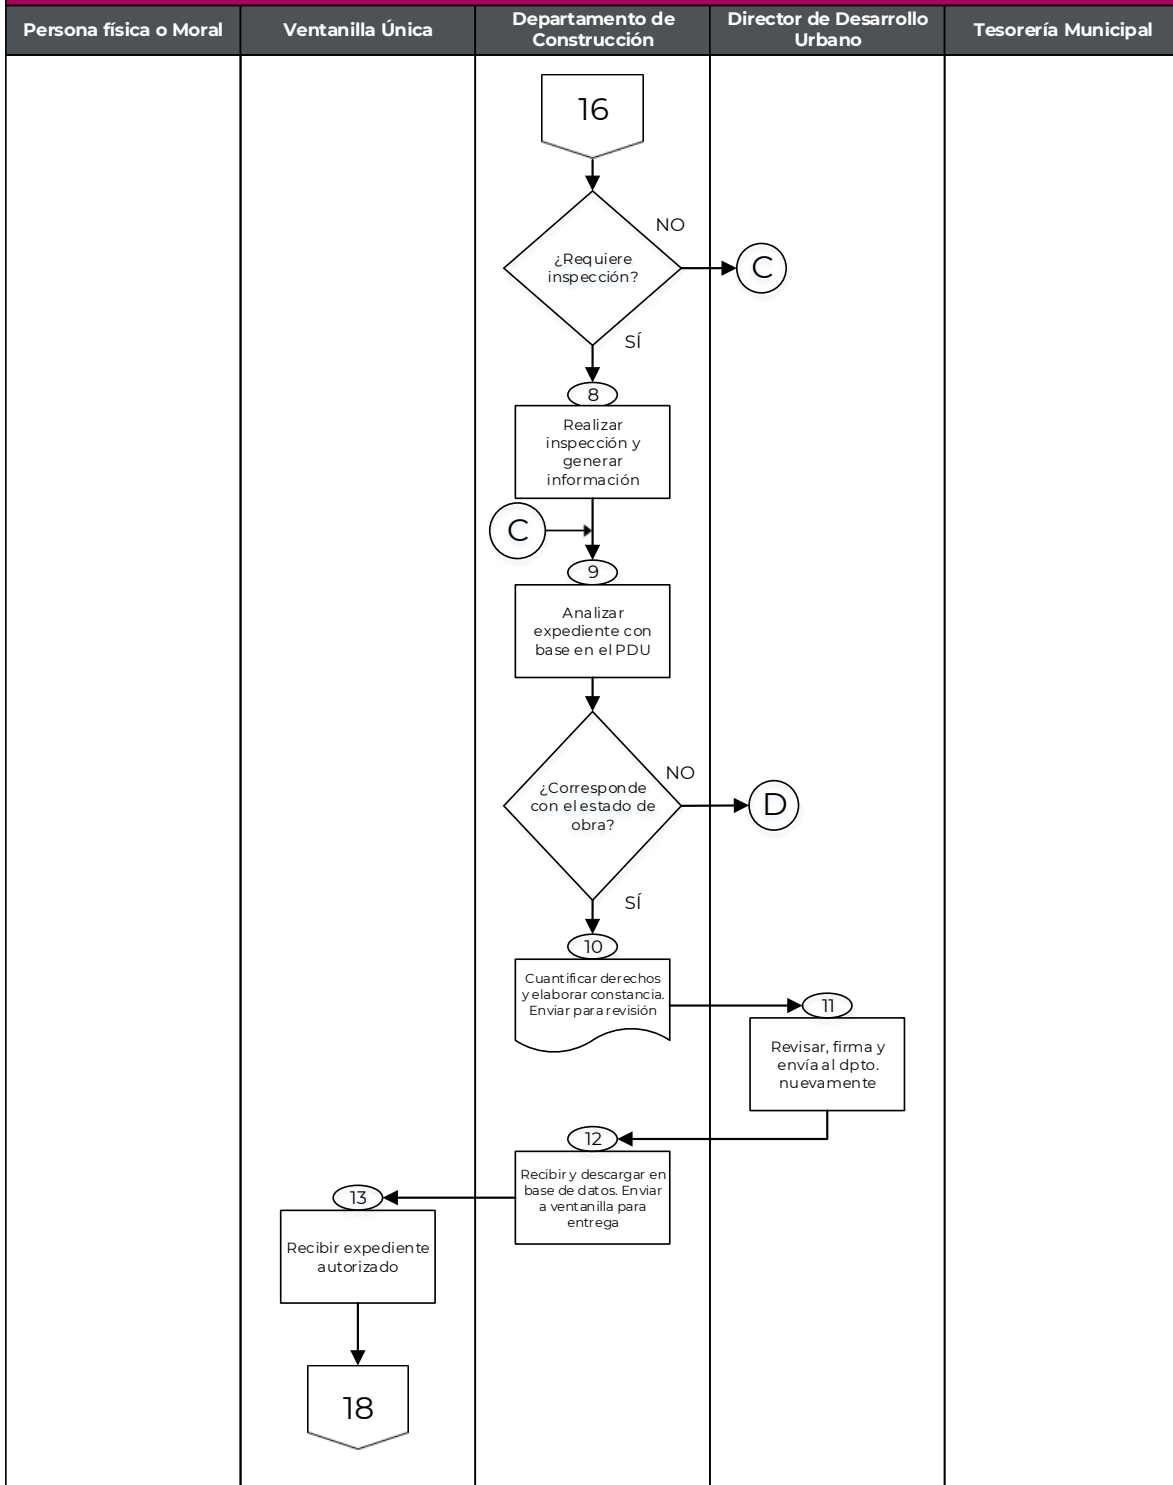 Persona física o Moral
Ventanilla Única
Departamento de
Construcción
Director de Desarrollo
Urbano
Tesorería Municipal
16
NO
¿Requiere
inspección?
C
SÍ
8
Realizar
inspección y
generar
información
C
9
Analizar
expediente con
base en el PDU
NO
¿Corresponde
con el estado de
obra?
D
SÍ
10
Cuantificar derechos
y elaborar constancia.
Enviar para revisión
11
Revisar, firma y
envía al dpto.
nuevamente
12
Recibir y descargar en
base de datos. Enviar
a ventanilla para
entrega
13
Recibir expediente
autorizado
18